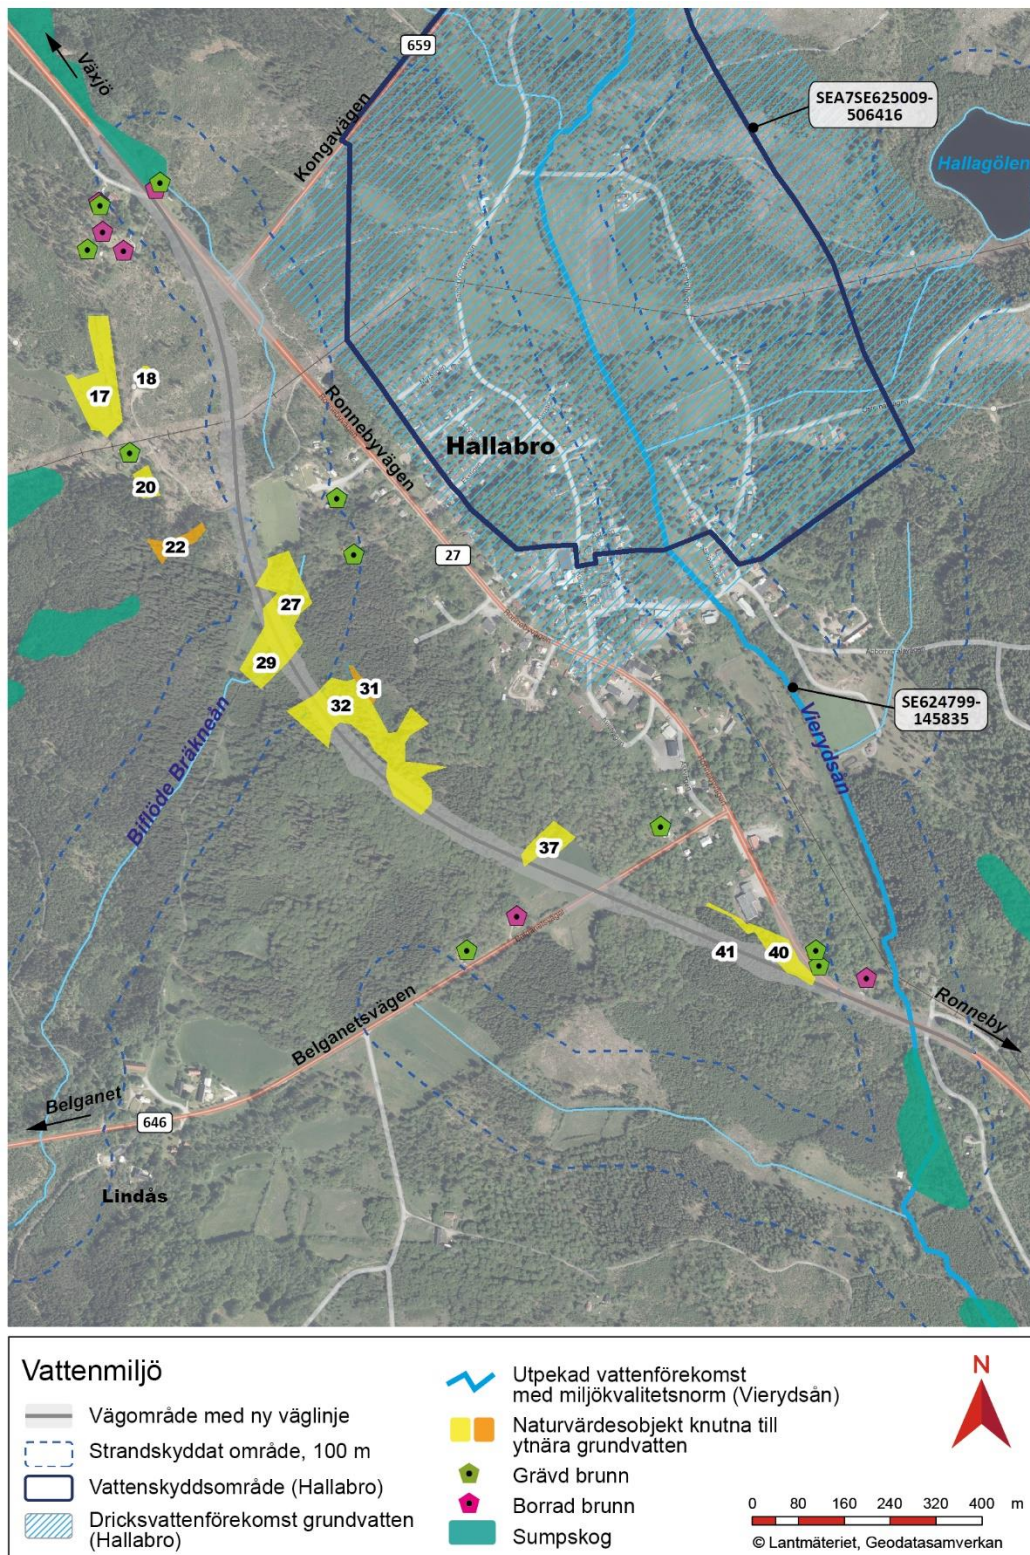 659
Växjö
Kongavägen
SEA7SE625009-
506416
Hallagölen
17
18
Ronnebyvägen
Hallabro
20
22
27
27
29
31
32
SE624799-
145835
Vierydsån
Biflöde Bräkneån
37
41
40
Ronneby
Belganetsvägen
Belganet
646
Lindås
Vattenmiljö
Vägområde med ny väglinje
Strandskyddat område, 100 m
Vattenskyddsområde (Hallabro)
Dricksvattenförekomst grundvatten
(Hallabro)
Utpekad vattenförekomst
med miljökvalitetsnorm (Vierydsån)
Naturvärdesobjekt knutna till
ytnära grundvatten
Grävd brunn
Borrad brunn
Sumpskog
N
0 80 160 240 320 400 m
© Lantmäteriet, Geodatasamverkan